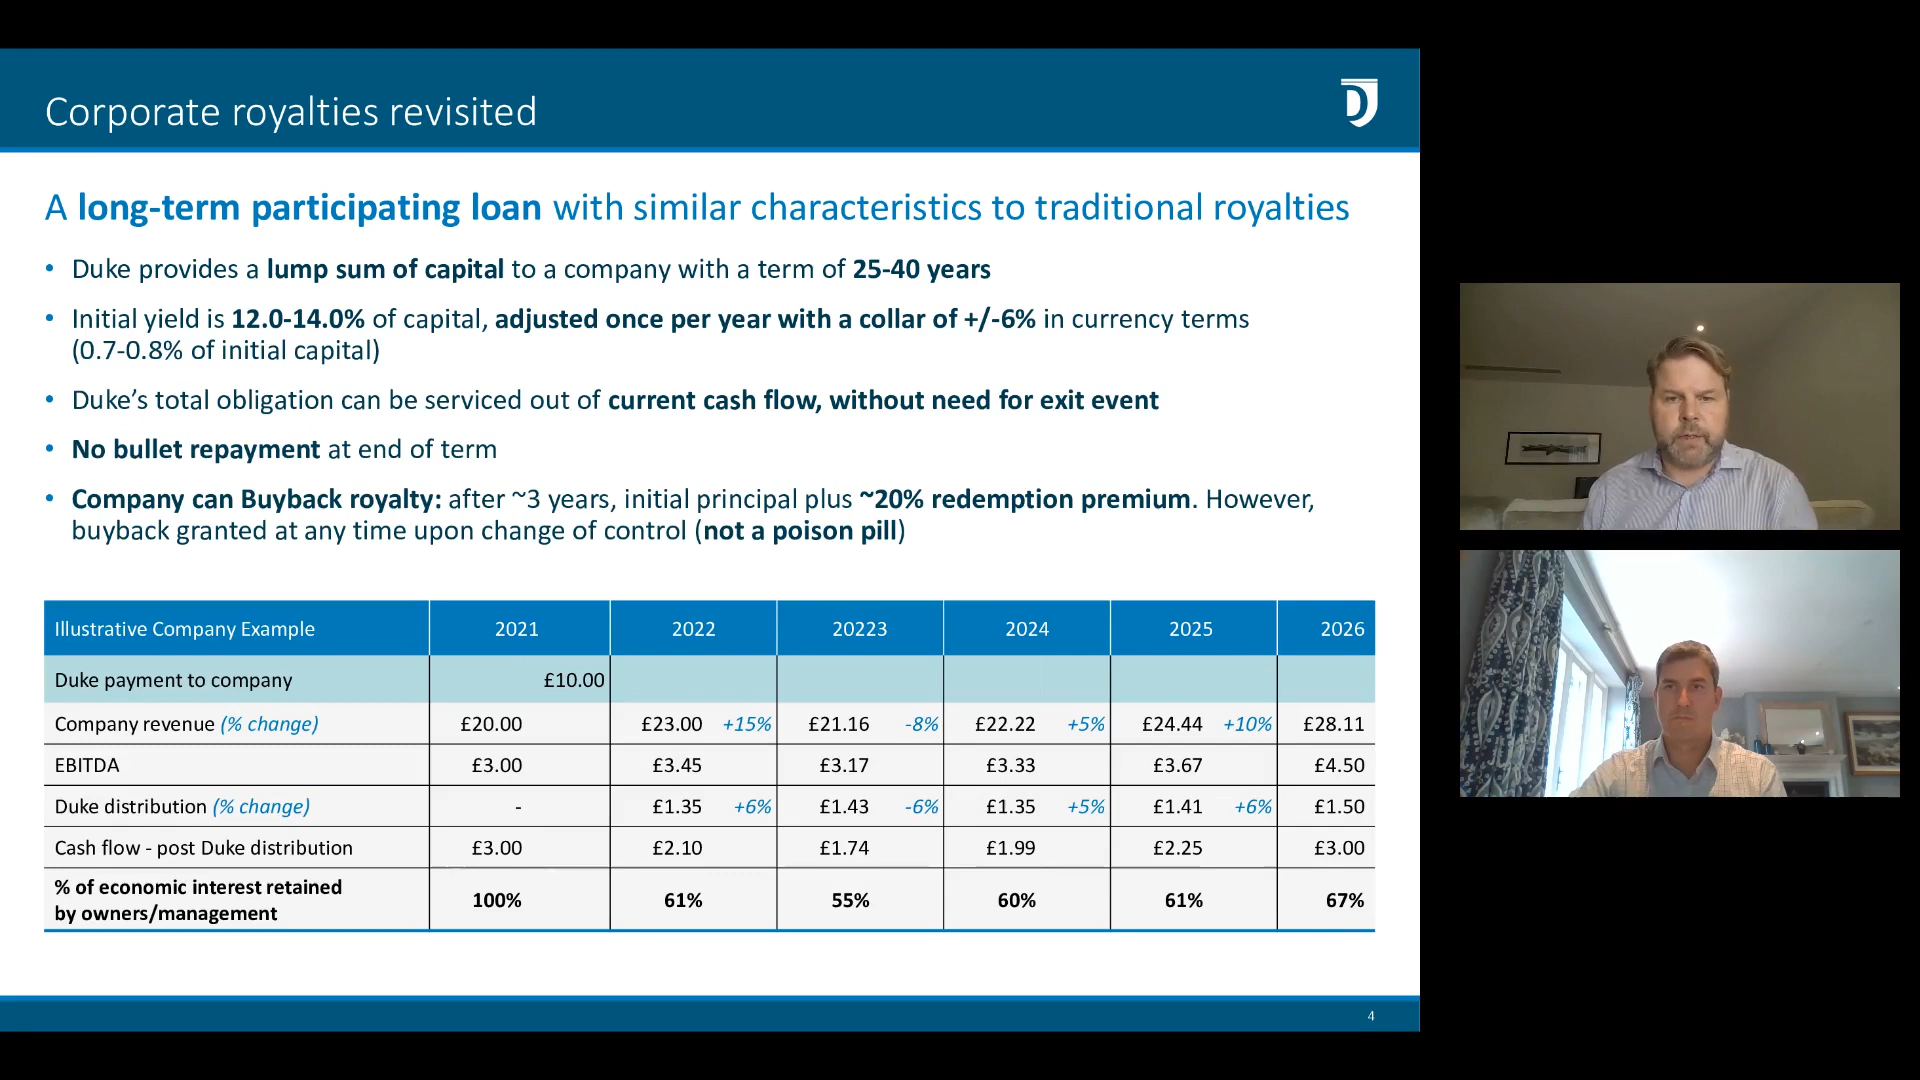 Corporate royalties revisited
A long-term participating loan with similar characteristics to traditional royalties
• Duke provides a lump sum of capital to a company with a term of 25-40 years
• Initial yield is 12.0-14.0% of capital, adjusted once per year with a collar of +/-6% in currency terms
(0.7-0.8% of initial capital)
• Duke’s total obligation can be serviced out of current cash flow, without need for exit event
• No bullet repayment at end of term
• Company can Buyback royalty: after ~3 years, initial principal plus ~20% redemption premium. However,
buyback granted at any time upon change of control (not a poison pill)
Illustrative Company Example 2021 2022 20223 2024 2025 2026
Duke payment to company £10.00
Company revenue (% change) £20.00 £23.00 +15% £21.16 -8% £22.22 +5% £24.44 +10% £28.11
EBITDA £3.00 £3.45 £3.17 £3.33 £3.67 £4.50
Duke distribution (% change) - £1.35 +6% £1.43 -6% £1.35 +5% £1.41 +6% £1.50
Cash flow - post Duke distribution £3.00 £2.10 £1.74 £1.99 £2.25 £3.00
% of economic interest retained
by owners/management 100% 61% 55% 60% 61% 67%
4